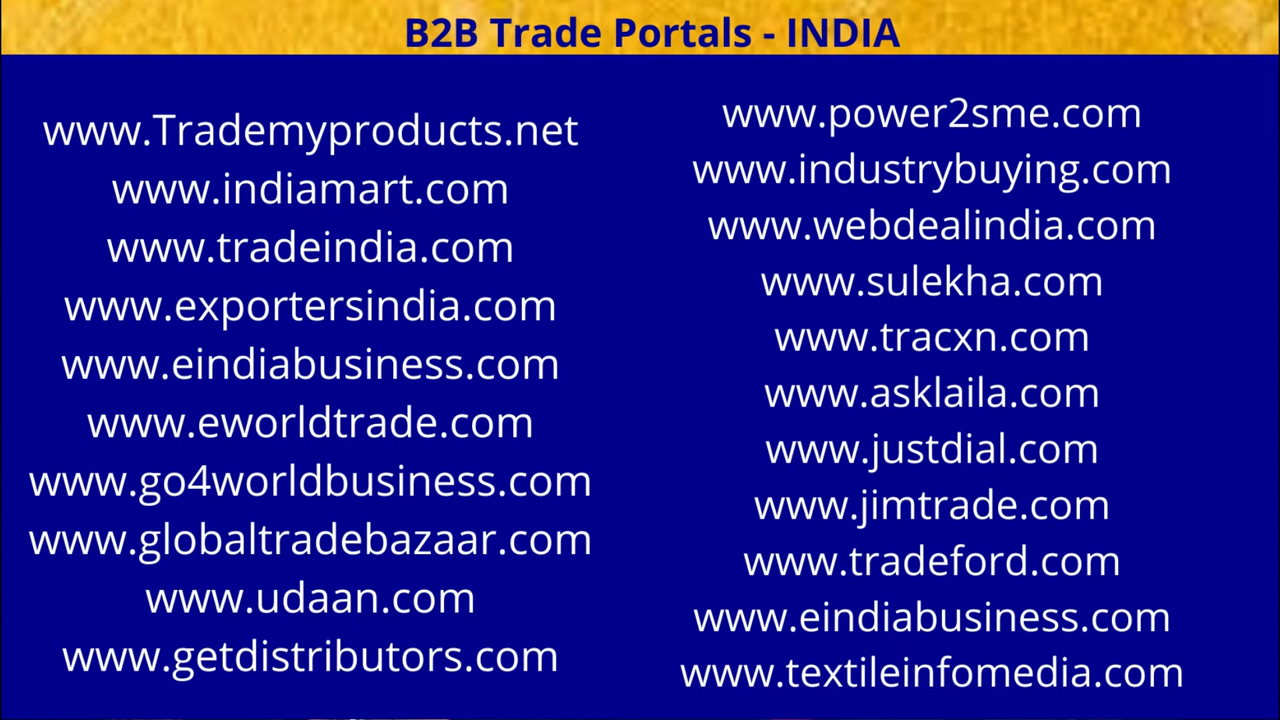 B2B Trade Portals - INDIA
www.Trademyproducts.net
www.indiamart.com
www.tradeindia.com
www.exportersindia.com
www.eindiabusiness.com
www.eworldtrade.com
www.go4worldbusiness.com
www.globaltradebazaar.com
www.udaan.com
www.getdistributors.com
www.power2sme.com
www.industrybuying.com
www.webdealindia.com
www.sulekha.com
www.tracxn.com
www.asklaila.com
www.justdial.com
www.jimtrade.com
www.tradeford.com
www.eindiabusiness.com
www.textileinfomedia.com